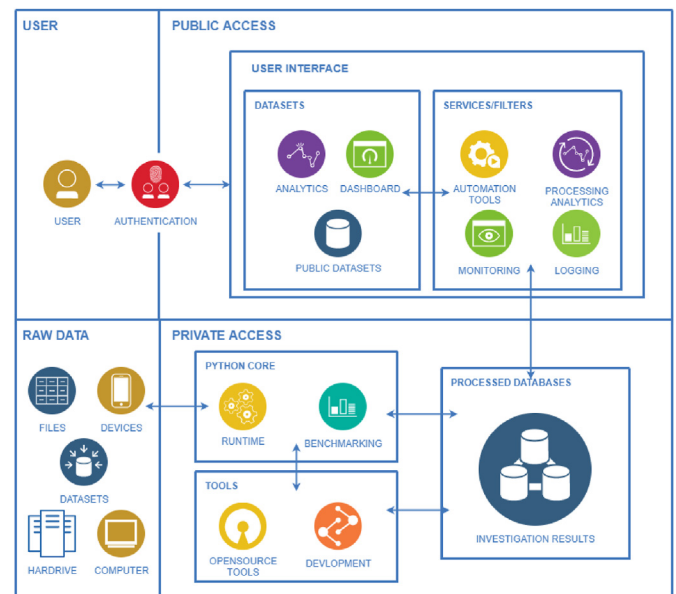 USER
PUBLIC ACCESS
USER INTERFACE
DATASETS
SERVICES/FILTERS
ANALYTICS
DASHBOARD
AUTOMATION
TOOLS
PROCESSING
ANALYTICS
USER
AUTHENTICATION
PUBLIC DATASETS
MONITORING
LOGGING
RAW DATA
PRIVATE ACCESS
PYTHON CORE
PROCESSED DATABASES
FILES
DEVICES
RUNTIME
BENCHMARKING
DATASETS
TOOLS
HARDRIVE
COMPUTER
OPENSOURCE
TOOLS
DEVLOPMENT
INVESTIGATION RESULTS